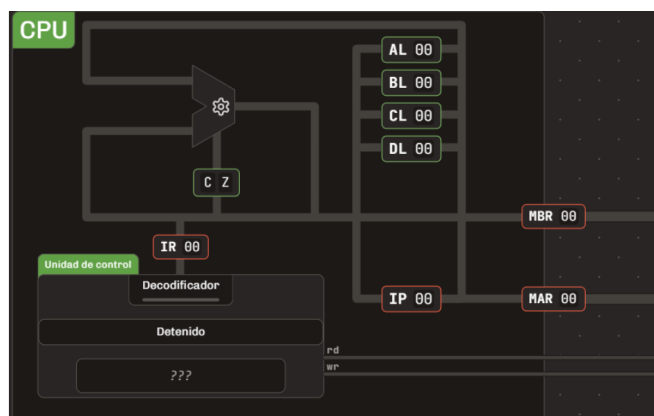 CPU
AL 00
BL 00
CL 00
DL 00
C Z
MBR 00
IR 00
Unidad de control
Decodificador
IP 00
MAR 00
Detenido
rd
wr
???